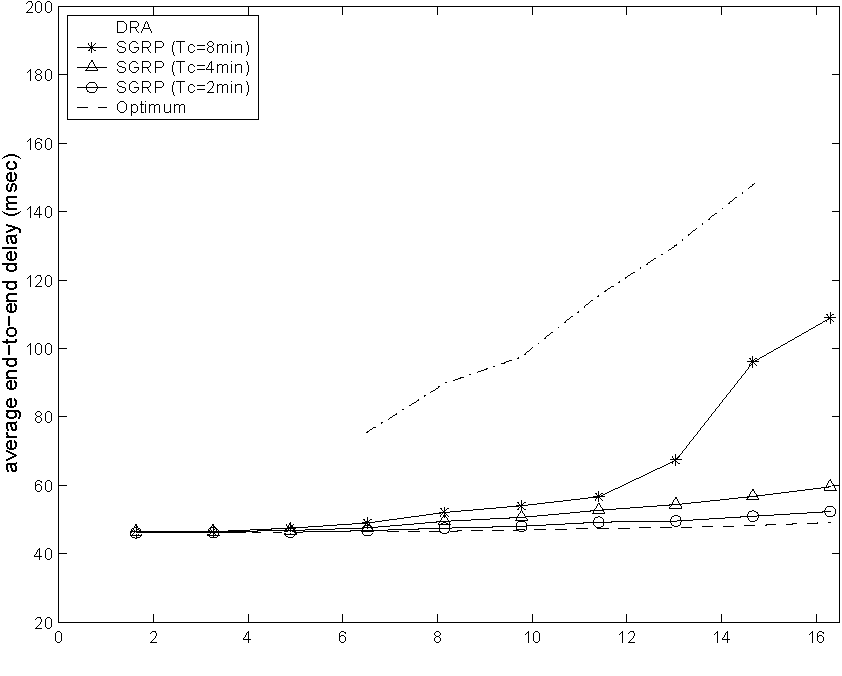 200
180
160
140
120
100
80
60
40
20
average end-to-end delay (msec)
DRA
SGRP (Tc=8min)
SGRP (Tc=4min)
SGRP (Tc=2min)
Optimum
0 2 4 6 8 10 12 14 16